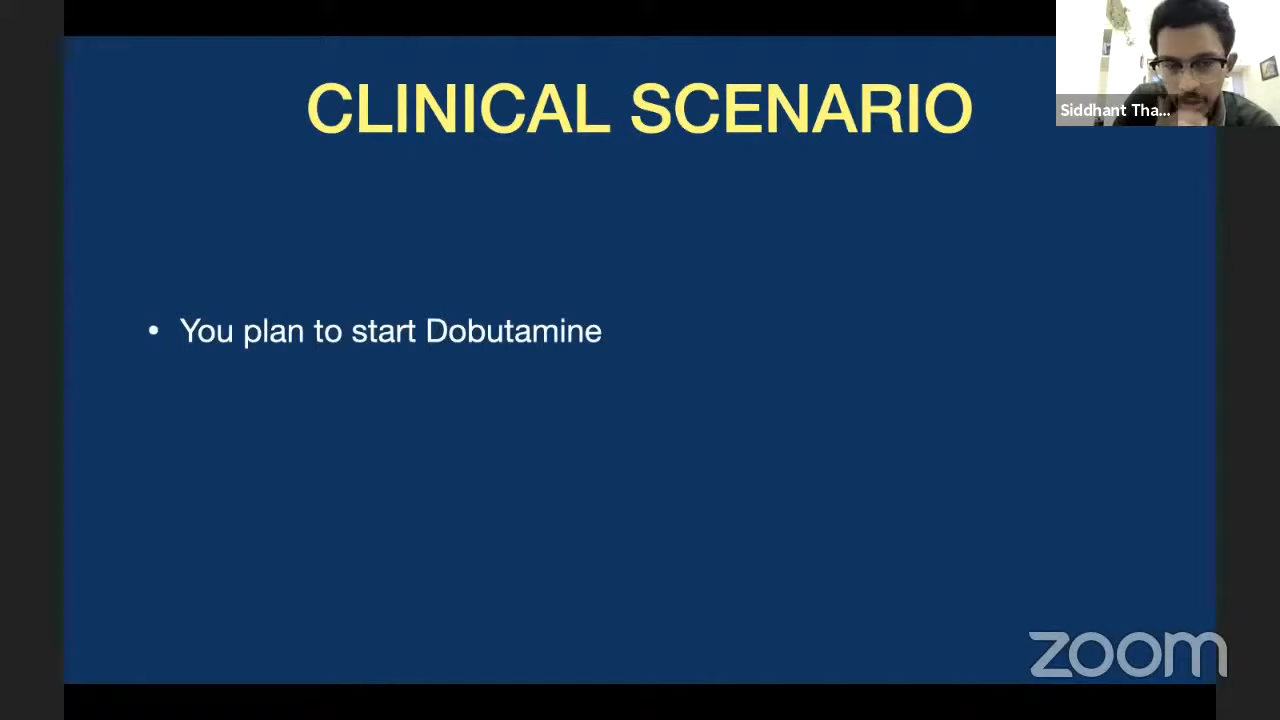 CLINICAL SCENARIO
Siddhant Tha...
• You plan to start Dobutamine
zoom